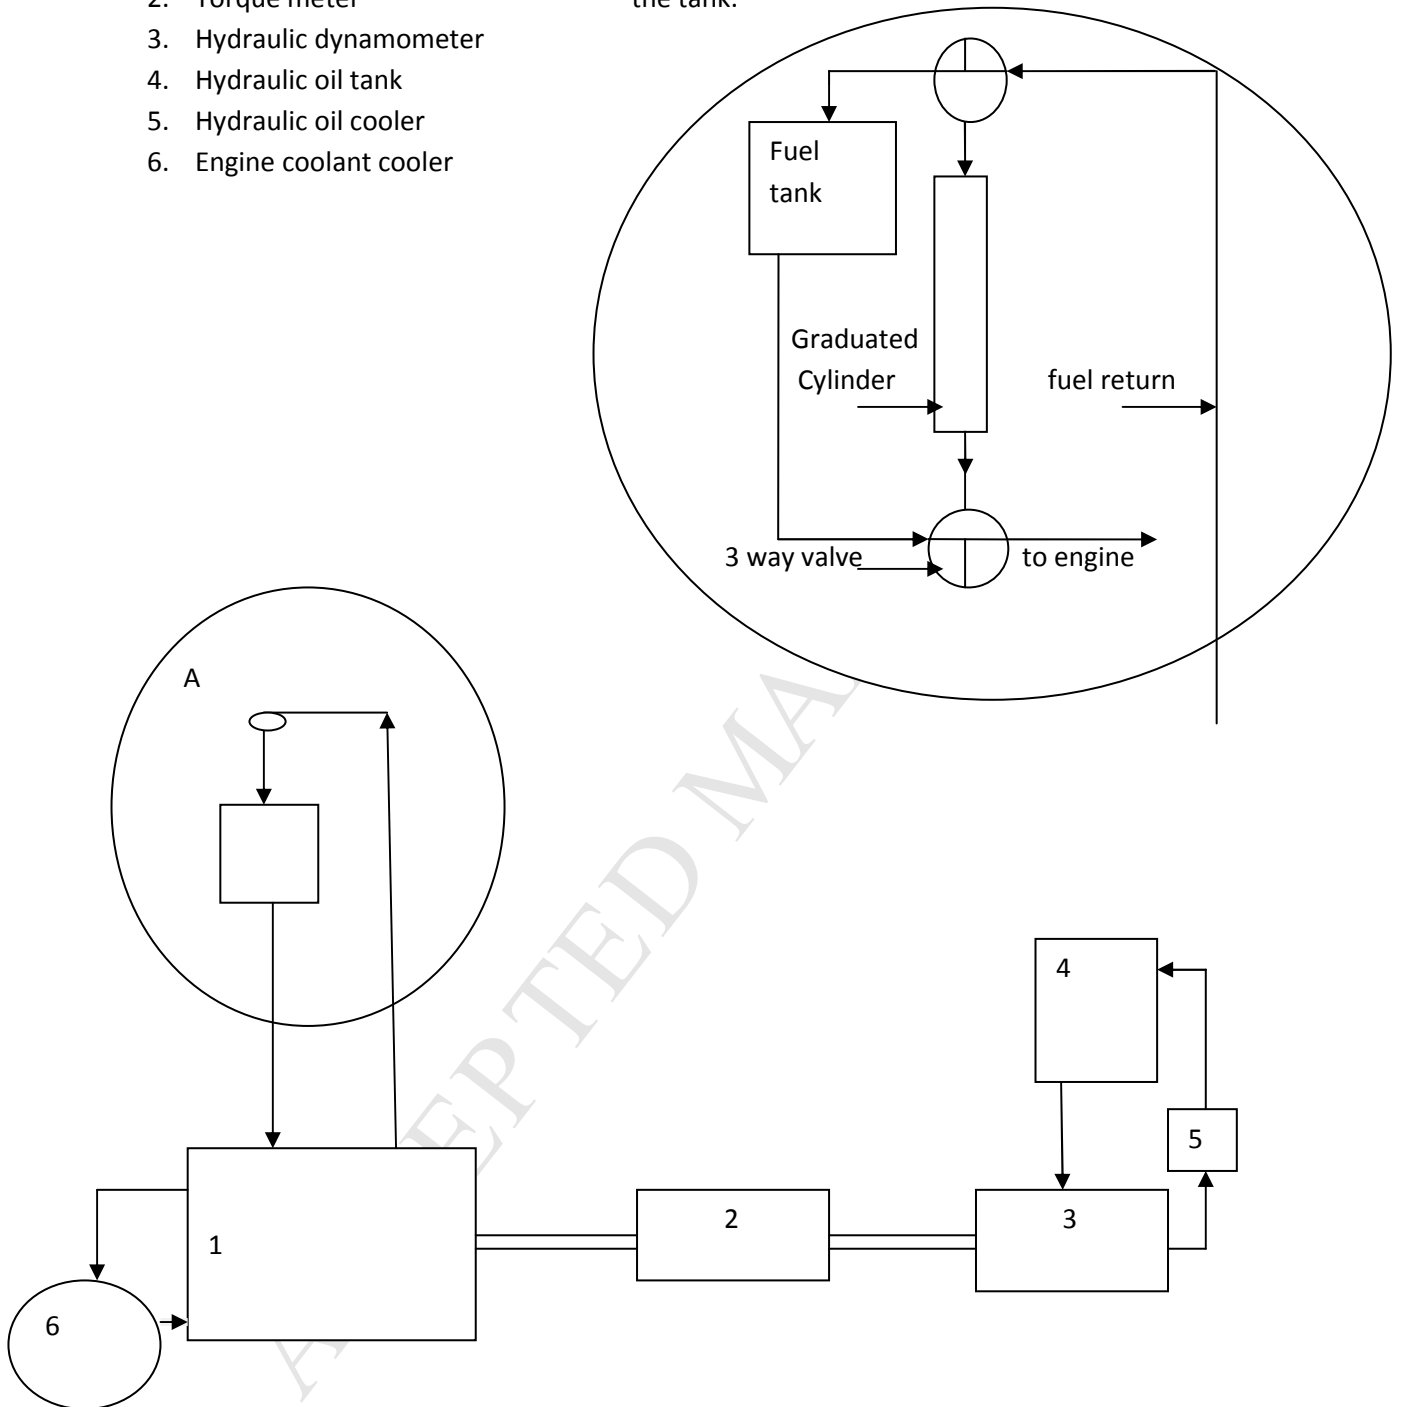 2. Torque meter
the tank.
3. Hydraulic dynamometer
4. Hydraulic oil tank
5. Hydraulic oil cooler
6. Engine coolant cooler
Fuel
tank
Graduated
Cylinder
fuel return
3 way valve
to engine
A
4
5
2
3
1
6